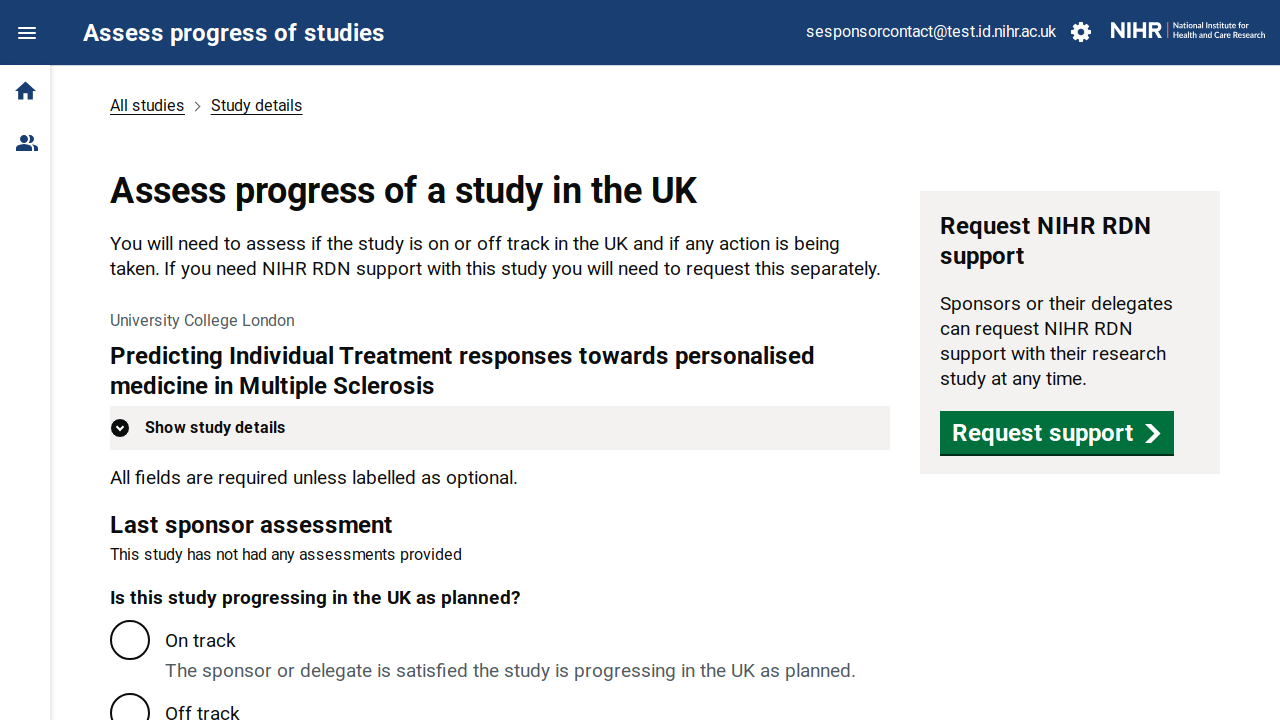 Assess progress of studies
sesponsorcontact@test.id.nihr.ac.uk
NIHR
National Institute for
Health and Care Research
All studies
Study details
Assess progress of a study in the UK
You will need to assess if the study is on or off track in the UK and if any action is being
taken. If you need NIHR RDN support with this study you will need to request this separately.
University College London
Predicting Individual Treatment responses towards personalised
medicine in Multiple Sclerosis
Show study details
All fields are required unless labelled as optional.
Last sponsor assessment
This study has not had any assessments provided
Is this study progressing in the UK as planned?
On track
The sponsor or delegate is satisfied the study is progressing in the UK as planned.
Off track
Request NIHR RDN
support
Sponsors or their delegates
can request NIHR RDN
support with their research
study at any time.
Request support